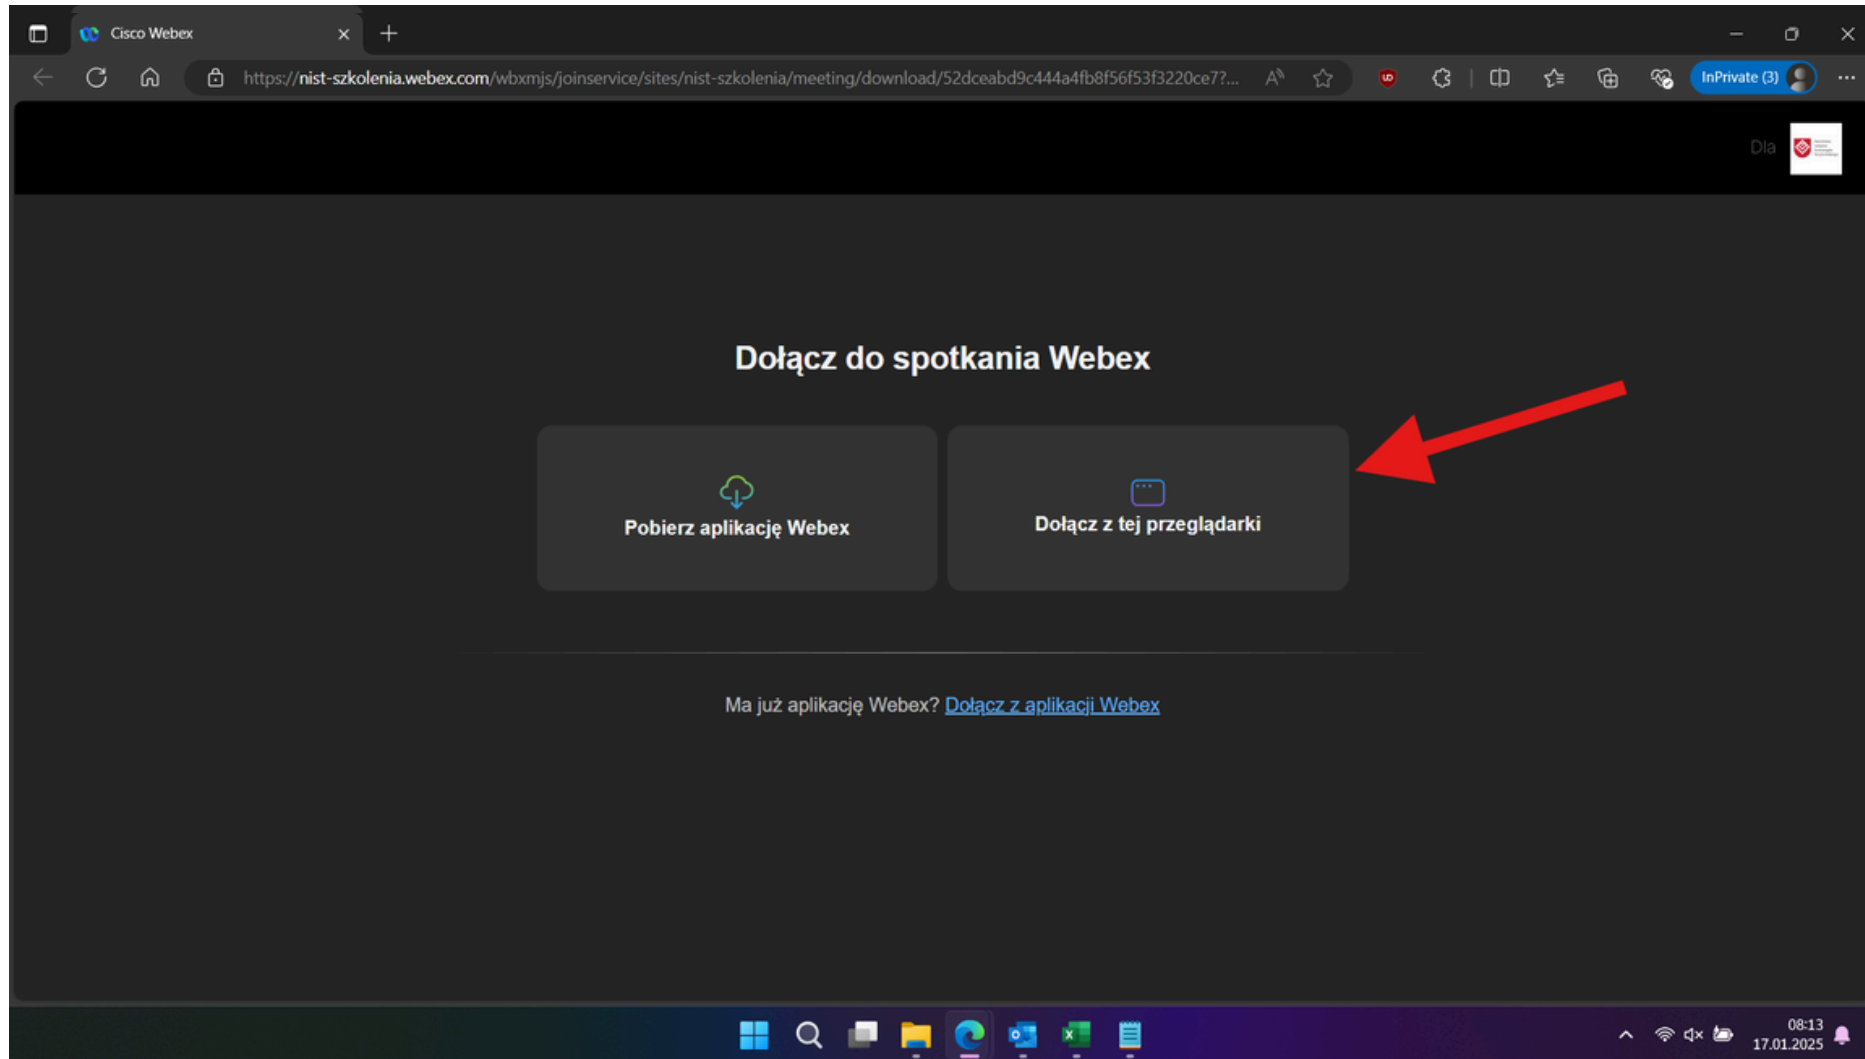 Cisco Webex
https://nist-szkolenia.webex.com/wbxmjs/joinservice/sites/nist-szkolenia/meeting/download/52dceabd9c444a4fb8f56f53f3220ce7?...
InPrivate (3)
Dla
Dołącz do spotkania Webex
Pobierz aplikację Webex
Dołącz z tej przeglądarki
Ma już aplikację Webex? Dołącz z aplikacji Webex
08:13
17.01.2025